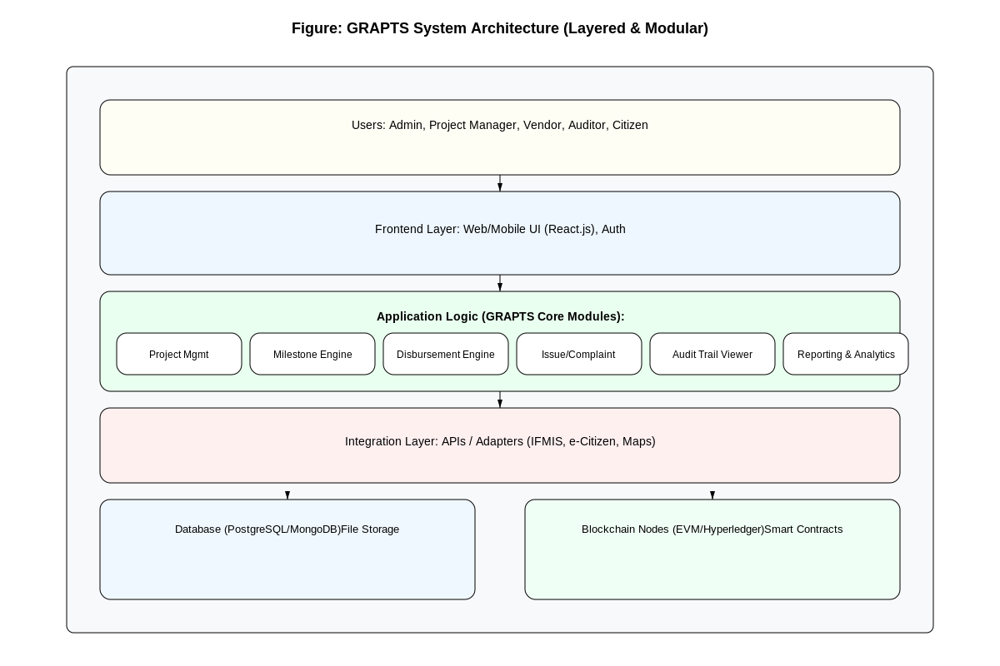 Figure: GRAPTS System Architecture (Layered & Modular)
Users: Admin, Project Manager, Vendor, Auditor, Citizen
Frontend Layer: Web/Mobile UI (React.js), Auth
Application Logic (GRAPTS Core Modules):
Project Mgmt
Milestone Engine
Disbursement Engine
Issue/Complaint
Audit Trail Viewer
Reporting & Analytics
Integration Layer: APIs / Adapters (IFMIS, e-Citizen, Maps)
Database (PostgreSQL/MongoDB)File Storage
Blockchain Nodes (EVM/Hyperledger)Smart Contracts